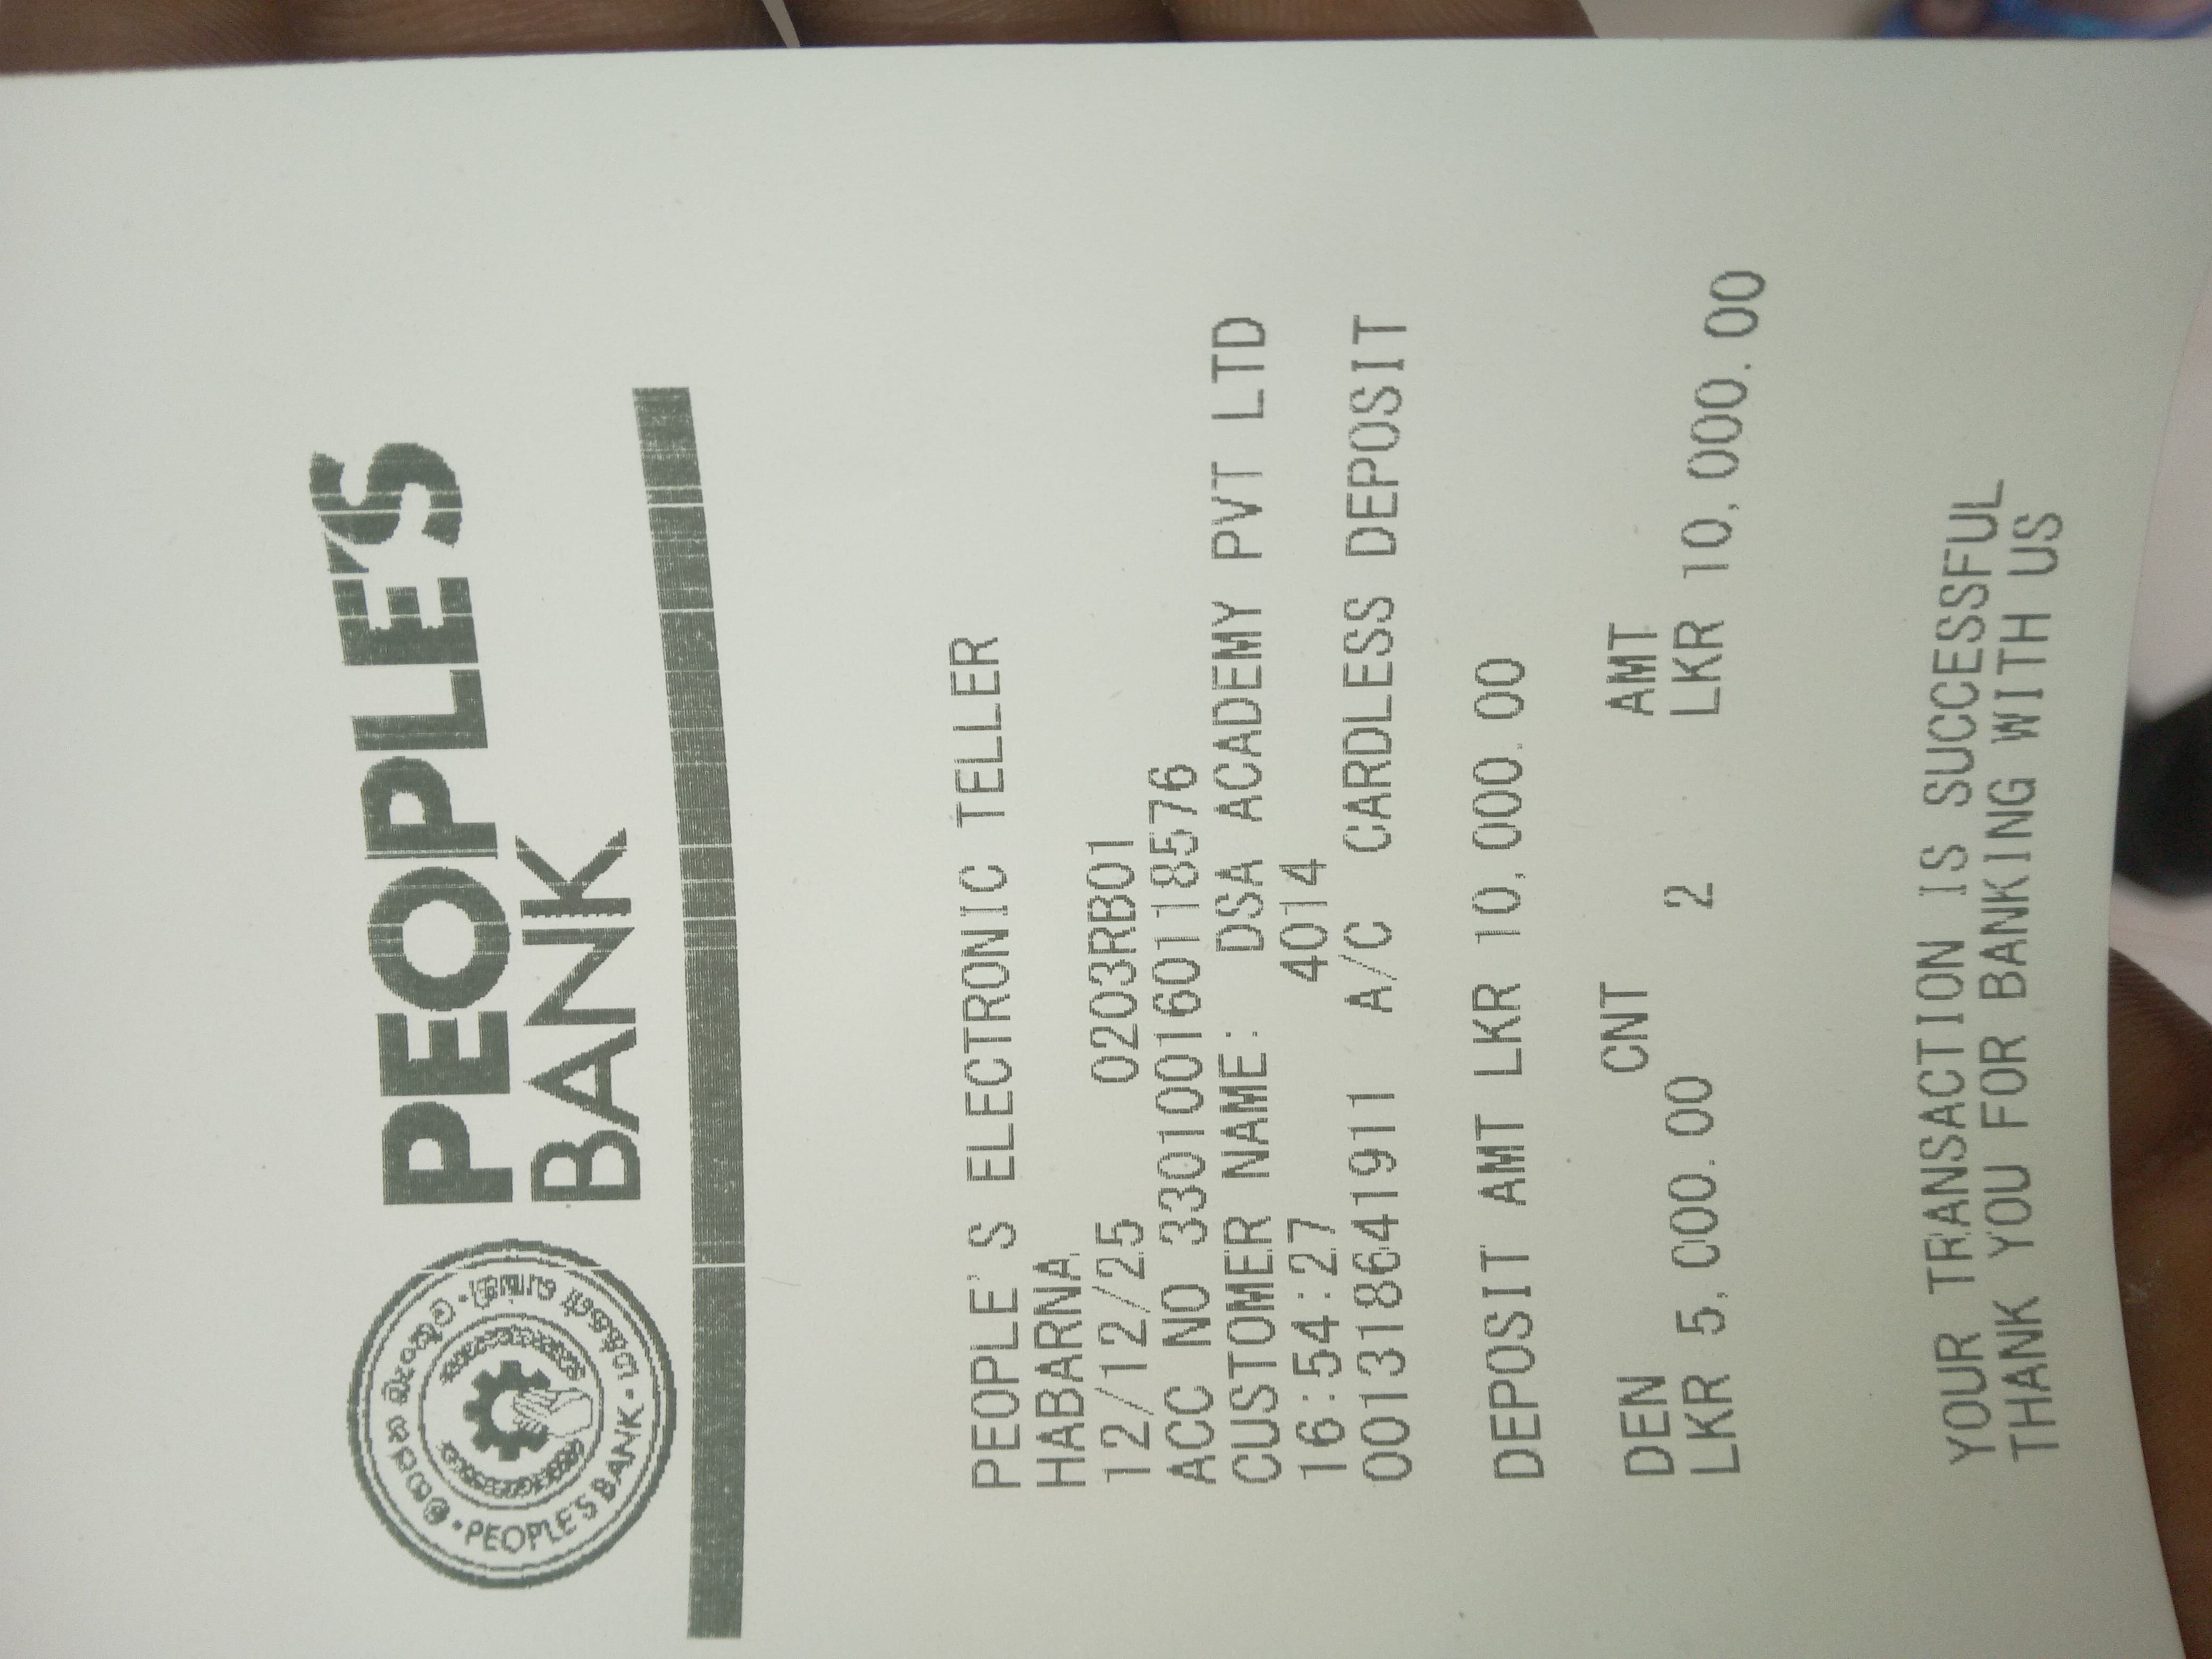 PEOPLE'S
BANK
PEOPLE'S BANK
PEOPLE'S ELECTRONIC TELLER
HABARNA
12/12/25 0203RB01
ACC NO 330100160118576
CUSTOMER NAME: DSA ACADEMY PVT LTD
16:54:27 4014
001318641911 A/C CARDLESS DEPOSIT
DEPOSIT AMT LKR 10,000.00
DEN CNT AMT
LKR 5,000.00 2 LKR 10,000.00
YOUR TRANSACTION IS SUCCESSFUL
THANK YOU FOR BANKING WITH US